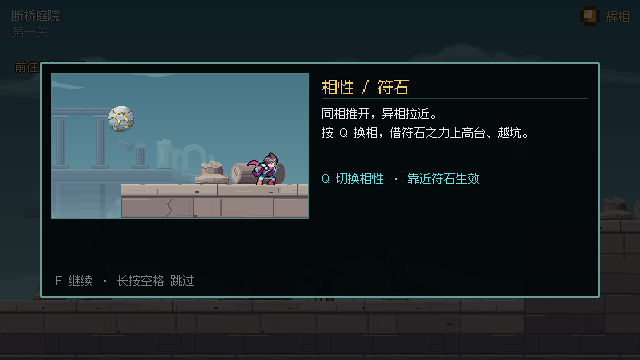 断桥庭院
第一关
辉相
前往
相性 / 符石
同相推开，异相拉近。
按 Q 换相，借符石之力上高台、越坑。
Q 切换相性 · 靠近符石生效
F 继续 · 长按空格 跳过